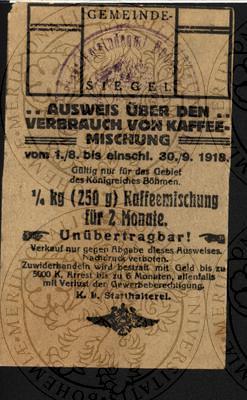 GEMEINDE-
SIEGEL
AUSWEIS ÜBER DEN
VERBRAUCH VON KAFFEE-
MISCHUNG
vom 1./8. bis einschl. 30./9. 1918.
Gültig nur für das Gebiet
des Königreiches Böhmen.
¼ kg (250 g) Kaffeemischung
für 2 Monate.
Unübertragbar!
Verkauf nur gegen Abgabe dieses Ausweises.
Nachdruck verboten.
Zuwiderhandeln wird bestraft mit Geld bis zu
5000 K, Arrest bis zu 6 Monaten, allenfalls
mit Verlust der Gewerbeberechtigung.
K. k. Statthalterei.